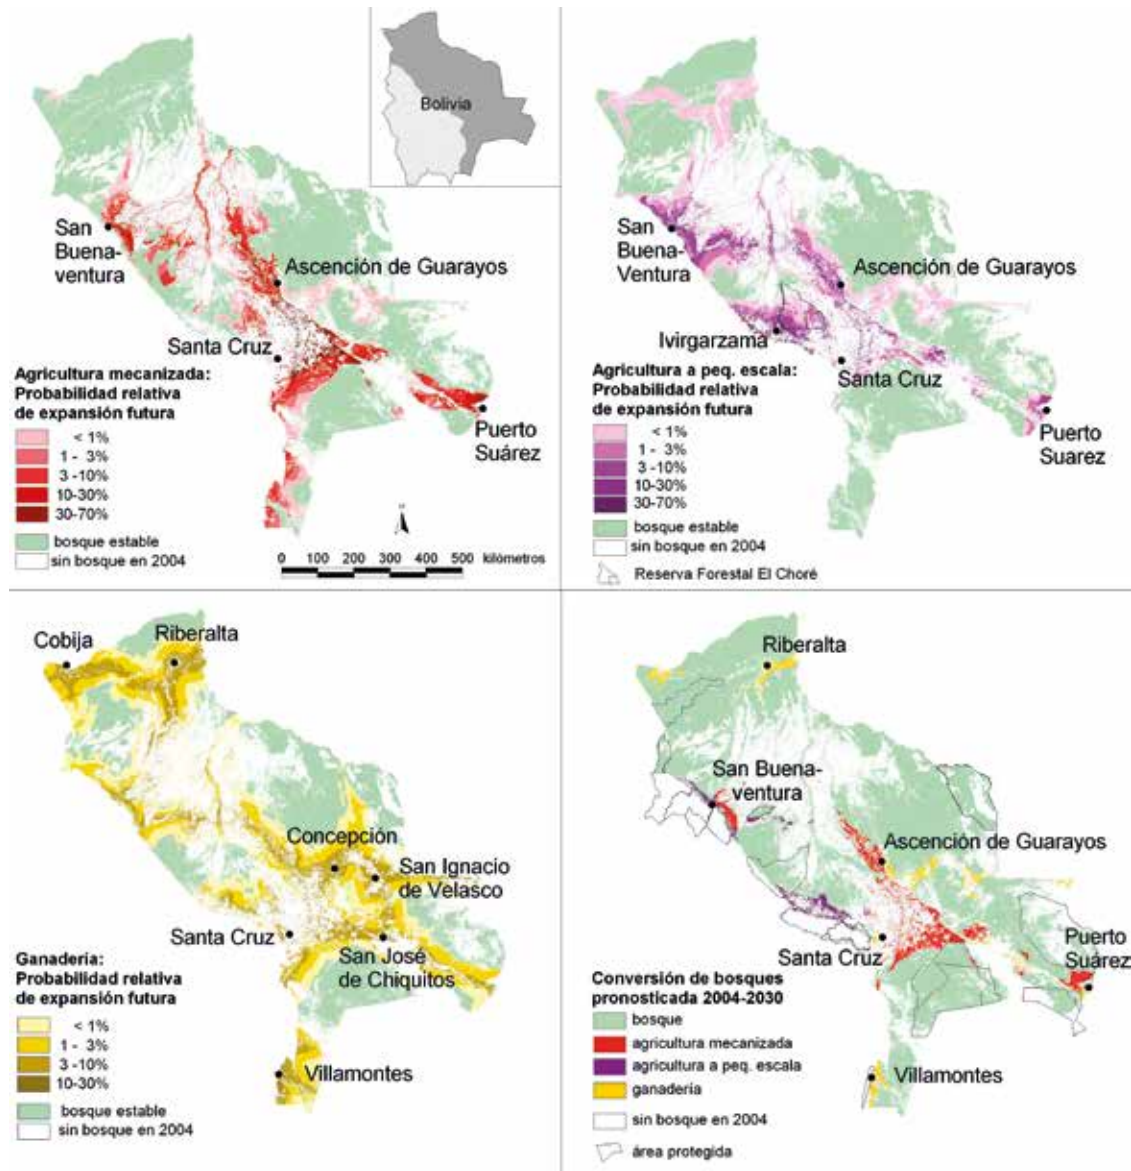 Bolivia
San
Buena-
ventura
Ascención de Guarayos
Santa Cruz
Puerto
Suárez
Agricultura mecanizada:
Probabilidad relativa
de expansión futura
< 1%
1 - 3%
3 -10%
10-30%
30-70%
bosque estable
sin bosque en 2004
0 100 200 300 400 500 kilómetros
San
Buena-
Ventura
Ascención de Guarayos
Ivirgarzama
Santa Cruz
Puerto
Suarez
Agricultura a peq. escala:
Probabilidad relativa
de expansión futura
< 1%
1 - 3%
3 -10%
10-30%
30-70%
bosque estable
sin bosque en 2004
Reserva Forestal El Choré
Cobija
Riberalta
Concepción
San Ignacio
de Velasco
Santa Cruz
San José
de Chiquitos
Villamontes
Ganadería:
Probabilidad relativa
de expansión futura
< 1%
1 - 3%
3 -10%
10-30%
bosque estable
sin bosque en 2004
Riberalta
San Buena-
ventura
Ascención de Guarayos
Santa Cruz
Puerto
Suárez
Villamontes
Conversión de bosques
pronosticada 2004-2030
bosque
agricultura mecanizada
agricultura a peq. escala
ganadería
sin bosque en 2004
área protegida